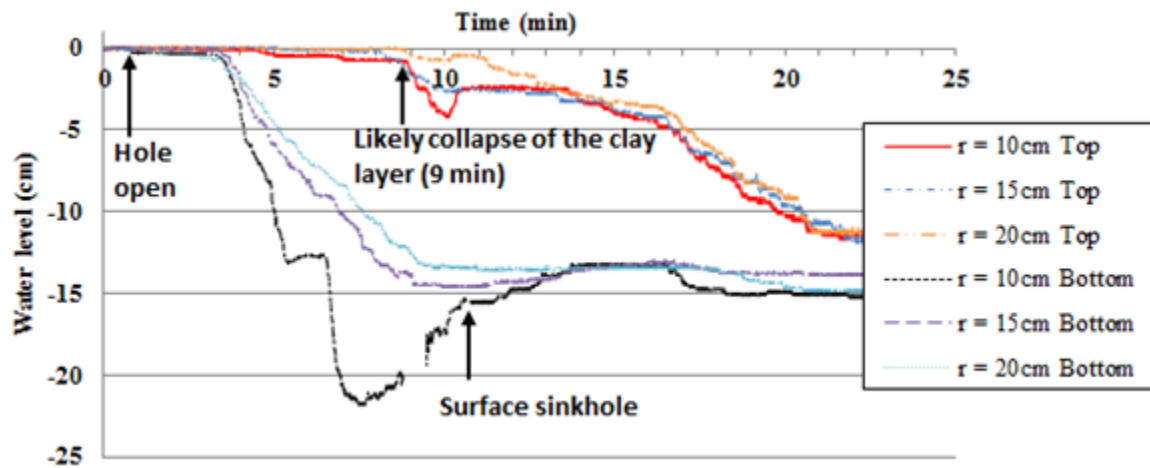 Time (min)
0
0
5
10
15
20
25
-5
-10
-15
-20
-25
Water level (cm)
Hole
open
Likely collapse of the clay
layer (9 min)
Surface sinkhole
r = 10cm Top
r = 15cm Top
r = 20cm Top
r = 10cm Bottom
r = 15cm Bottom
r = 20cm Bottom